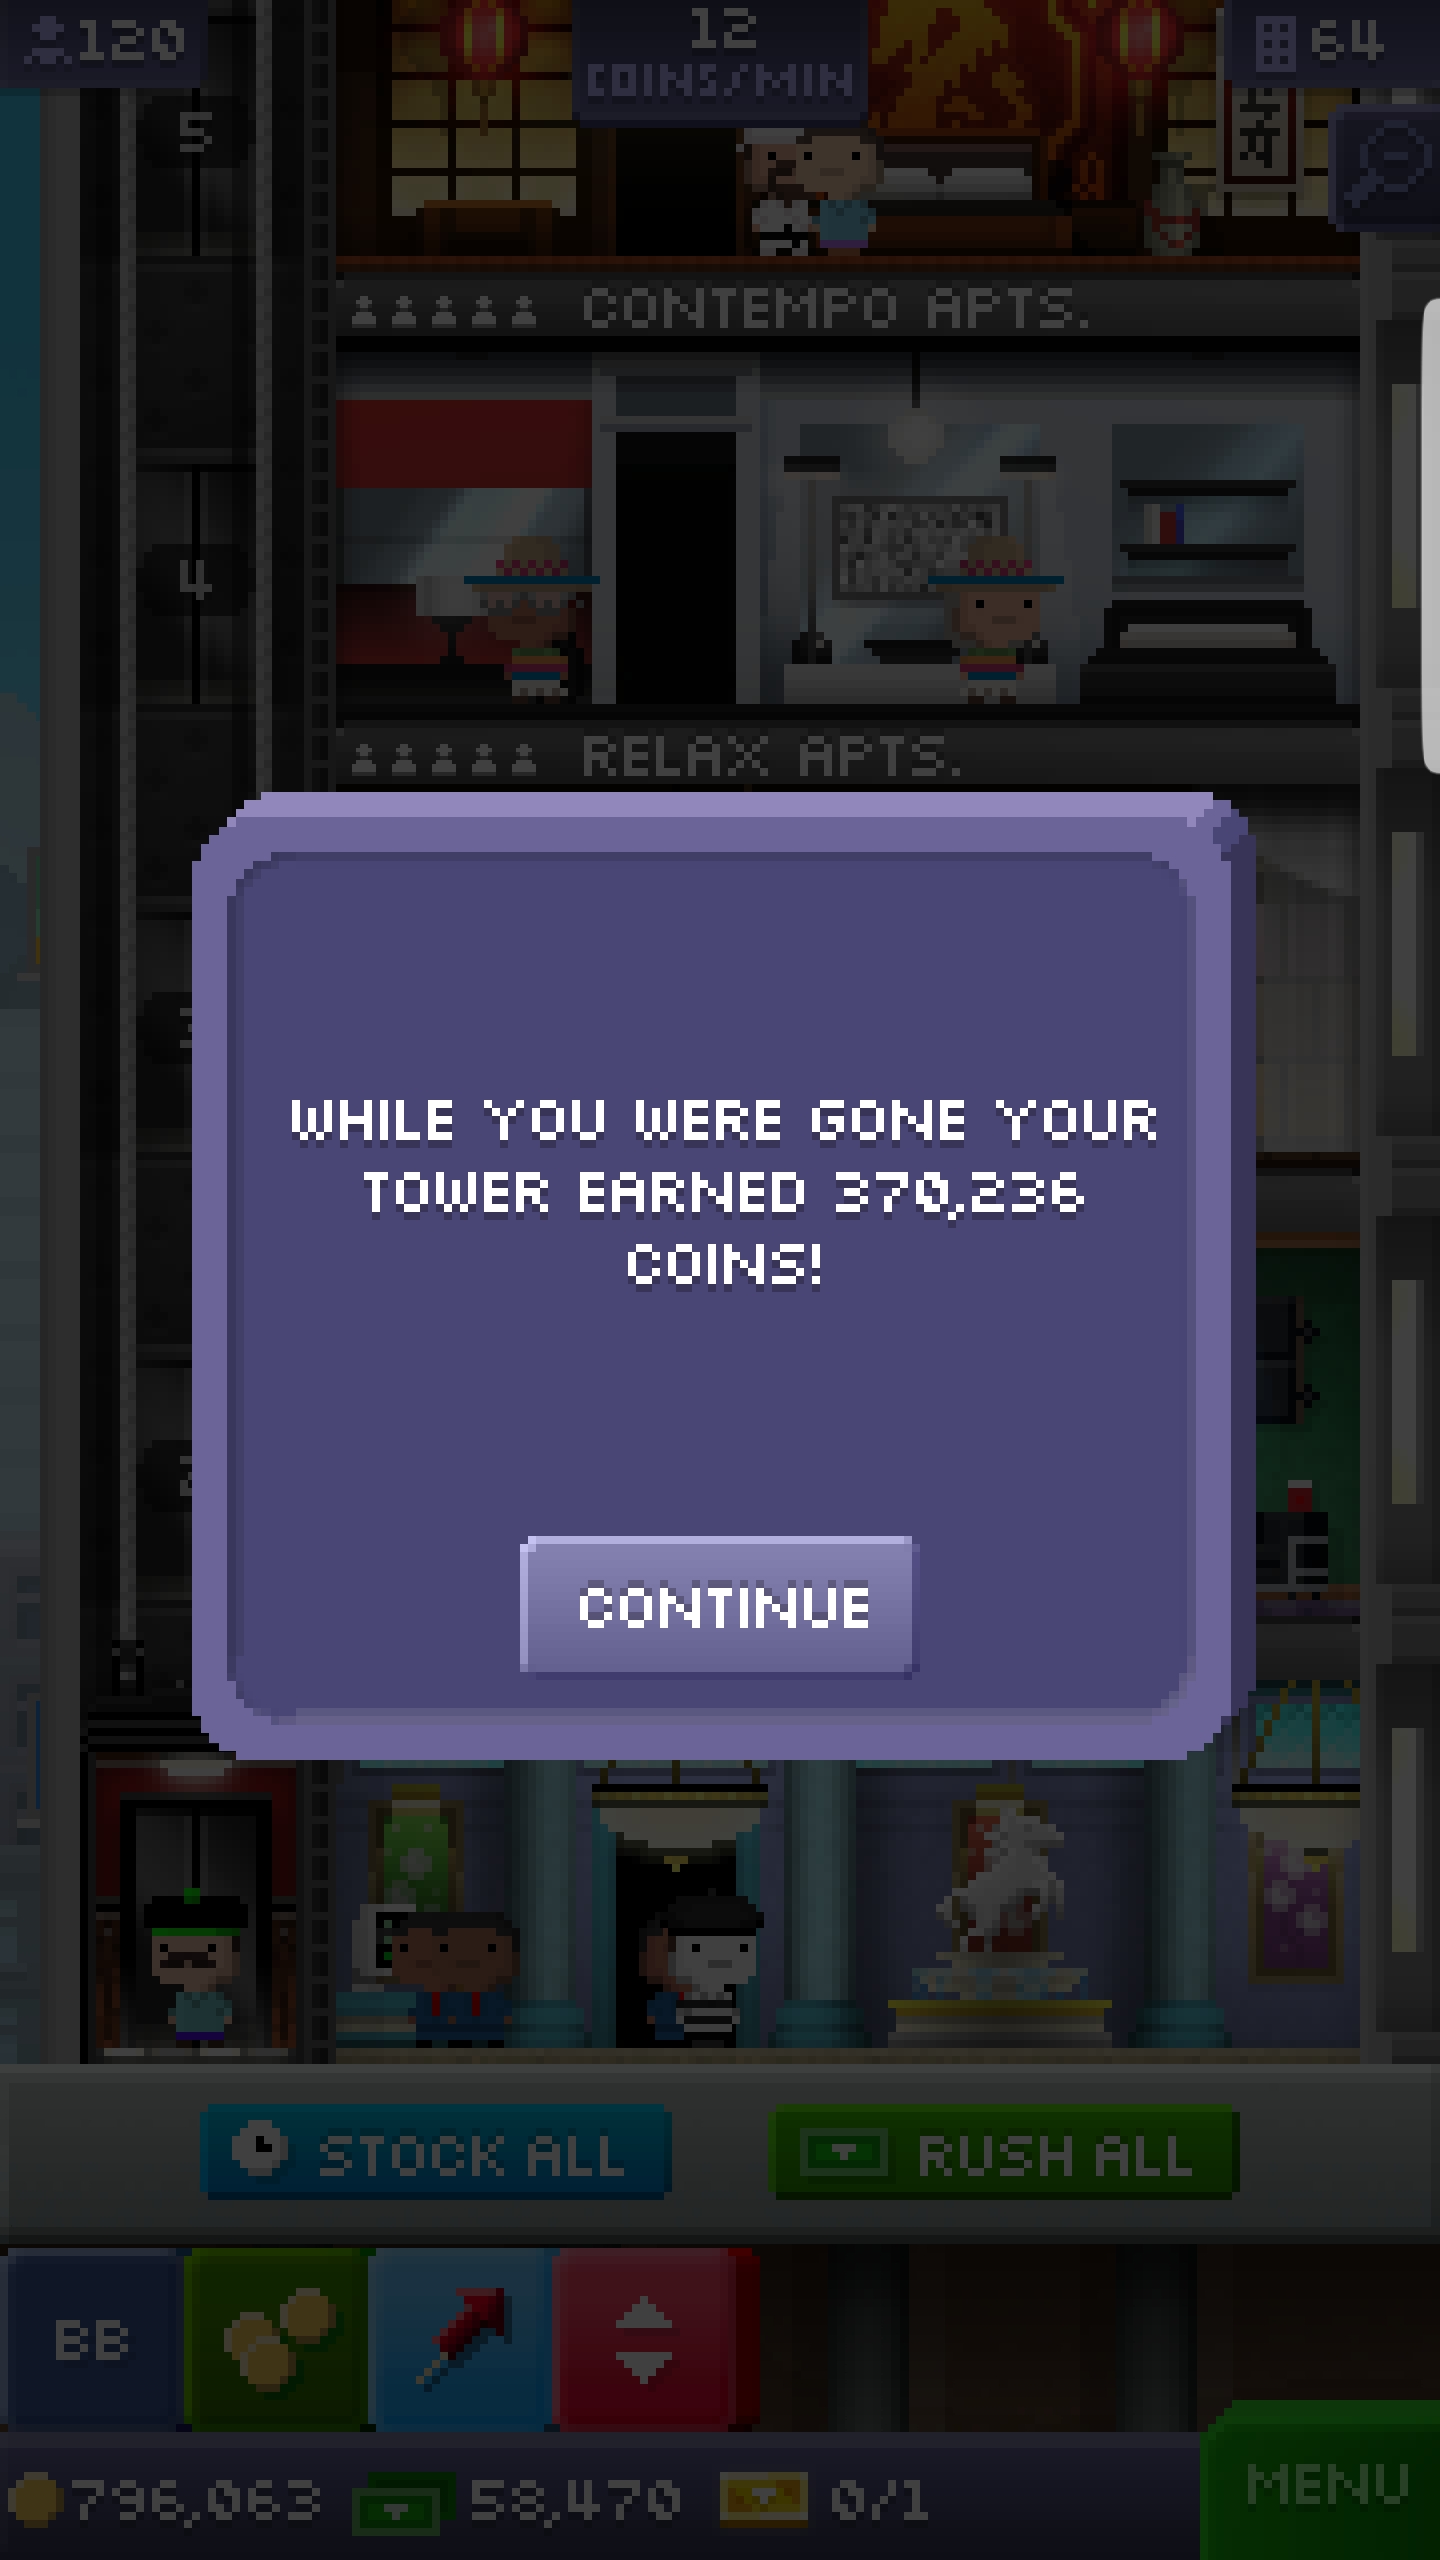 120
12
COINS/MIN
64
5
CONTEMPO APTS.
4
RELAX APTS.
WHILE YOU WERE GONE YOUR
TOWER EARNED 370,236
COINS!
CONTINUE
STOCK ALL
RUSH ALL
BB
796,063
58,470
0/1
MENU